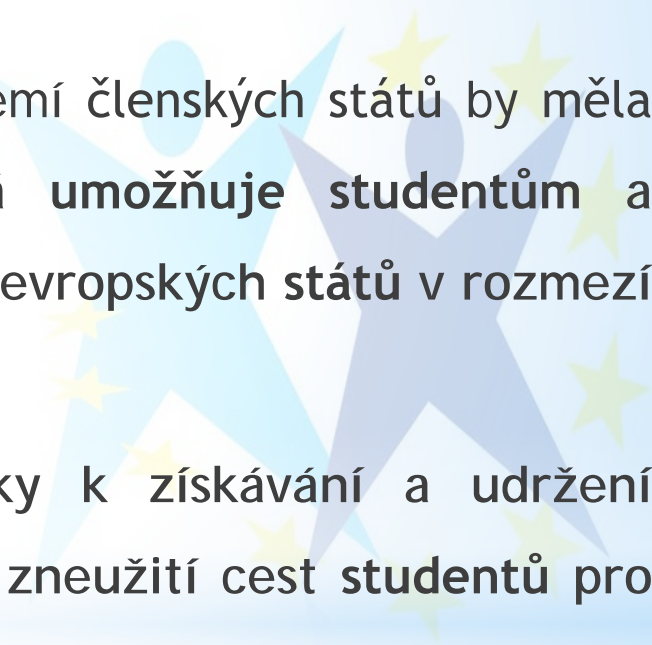 emí členských států by měla
umožňuje studentům a
evropských států v rozmezí
ky k získávání a udržení
zneužití cest studentů pro